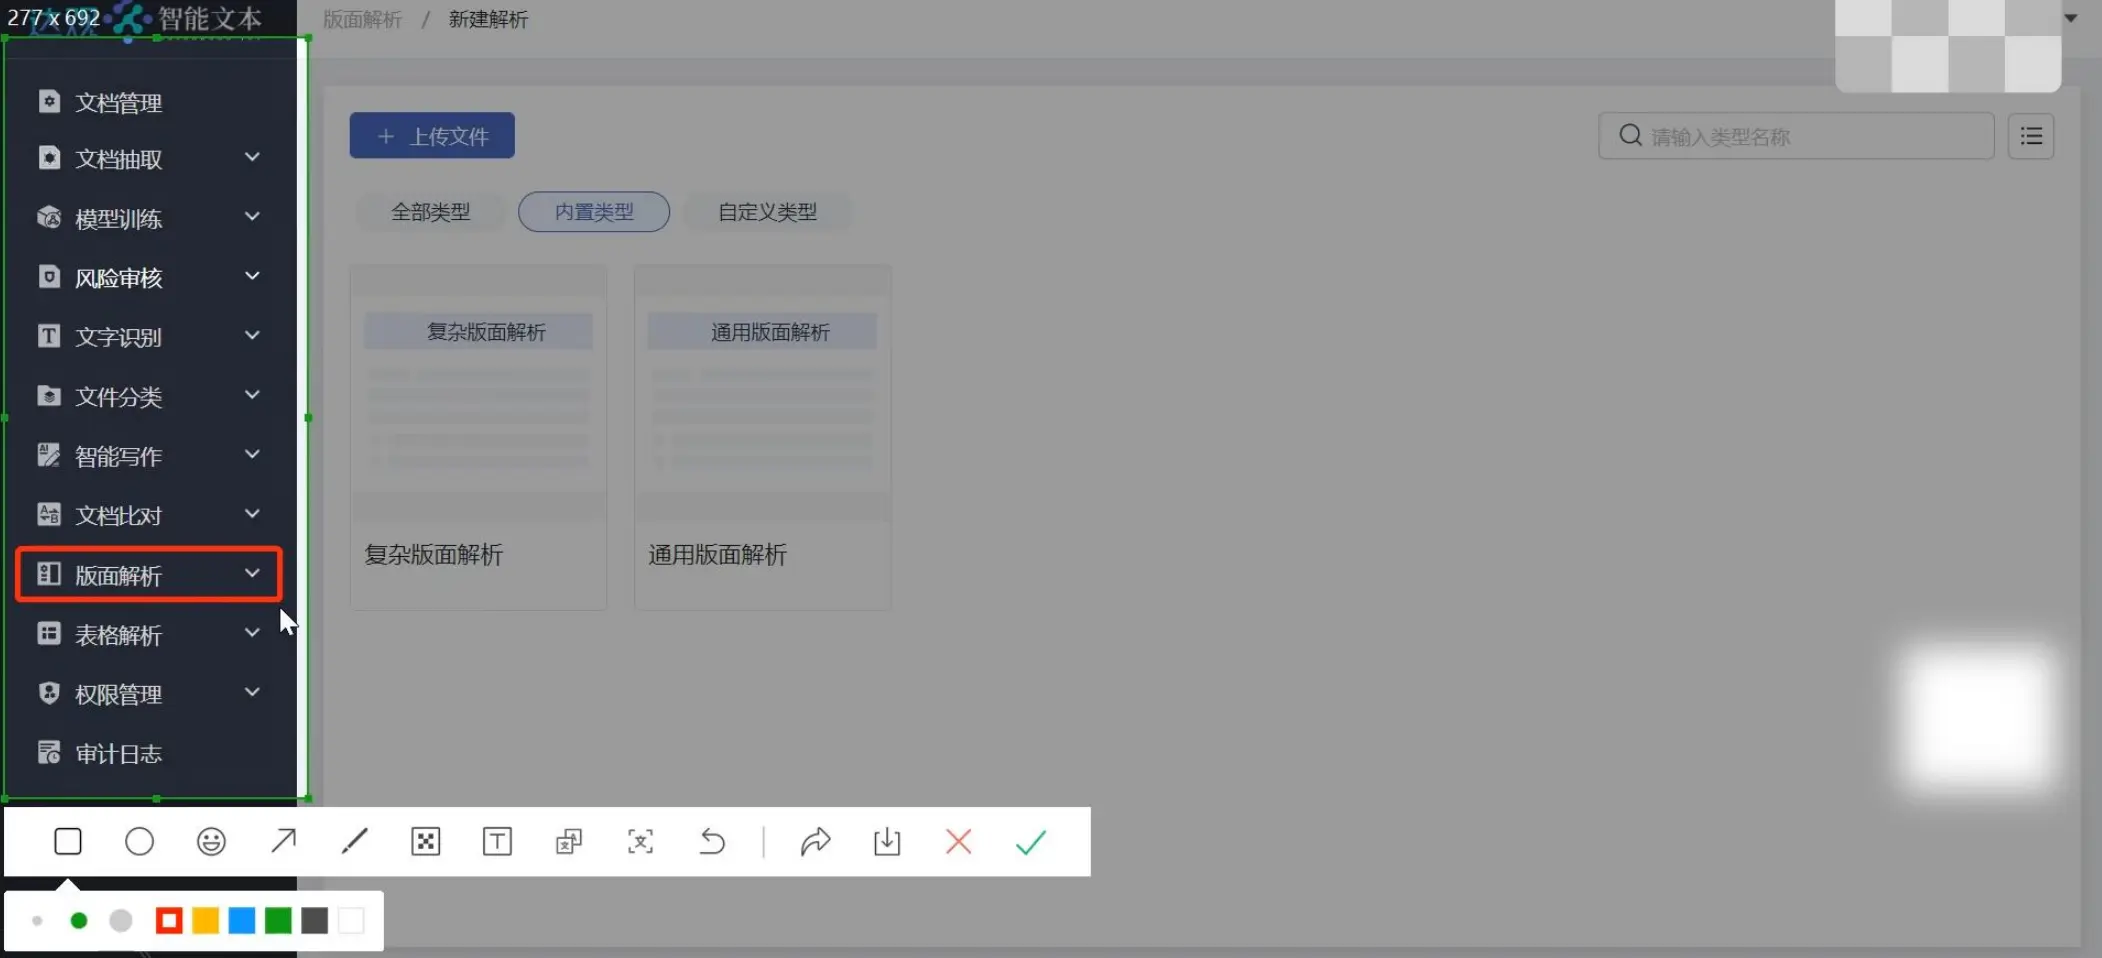 277 x 692
达观 智能文本
版面解析 / 新建解析
文档管理
文档抽取
模型训练
风险审核
文字识别
文件分类
智能写作
文档比对
版面解析
表格解析
权限管理
审计日志
+ 上传文件
请输入类型名称
全部类型
内置类型
自定义类型
复杂版面解析
通用版面解析
复杂版面解析
通用版面解析